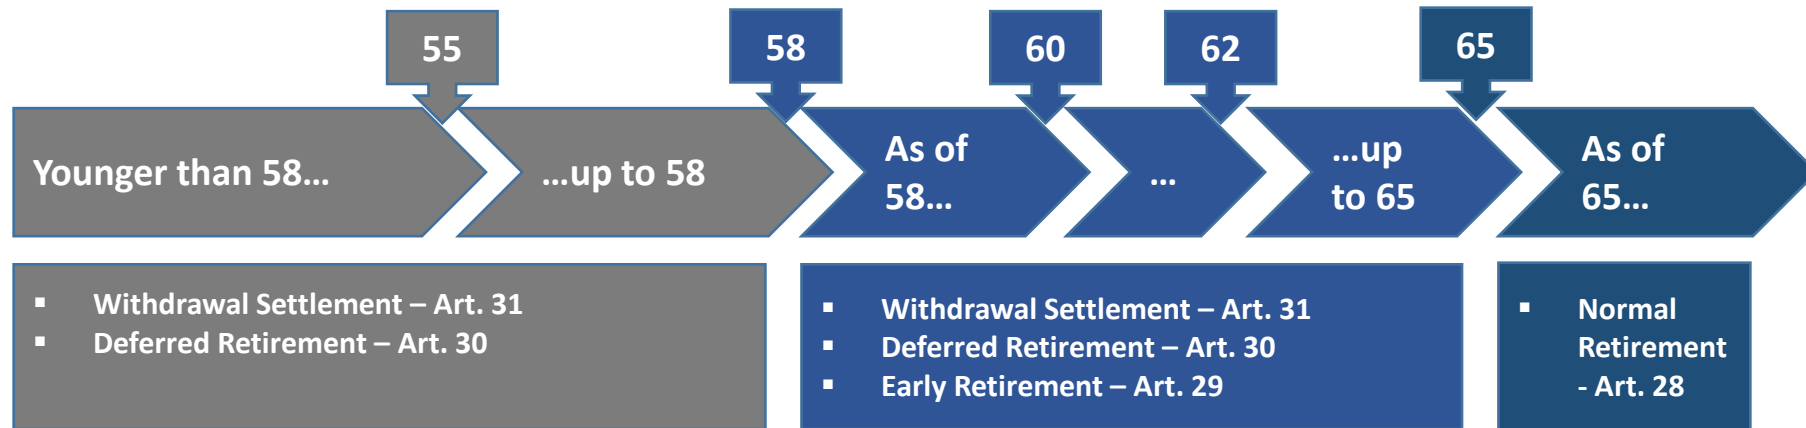 55
58
60
62
65
Younger than 58...
...up to 58
As of
58...
...
...up
to 65
As of
65...
▪ Withdrawal Settlement – Art. 31
▪ Deferred Retirement – Art. 30
▪ Withdrawal Settlement – Art. 31
▪ Deferred Retirement – Art. 30
▪ Early Retirement – Art. 29
▪ Normal
Retirement
- Art. 28